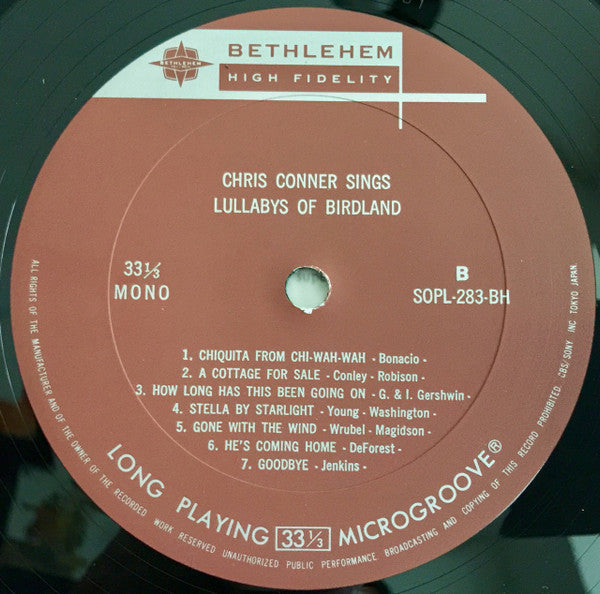 BETHLEHEM
BETHLEHEM
HIGH FIDELITY
CHRIS CONNER SINGS
LULLABYS OF BIRDLAND
33⅓
MONO
B
SOPL-283-BH
1. CHIQUITA FROM CHI-WAH-WAH - Bonacio -
2. A COTTAGE FOR SALE - Conley - Robison -
3. HOW LONG HAS THIS BEEN GOING ON - G. & I. Gershwin -
4. STELLA BY STARLIGHT - Young - Washington -
5. GONE WITH THE WIND - Wrubel - Magidson -
6. HE'S COMING HOME - DeForest -
7. GOODBYE - Jenkins -
LONG PLAYING 33⅓ MICROGROOVE®
ALL RIGHTS OF THE MANUFACTURER AND OF THE OWNER OF THE RECORDED WORK RESERVED UNAUTHORIZED PUBLIC PERFORMANCE BROADCASTING AND COPYING OF THIS RECORD PROHIBITED CBS/SONY INC TOKYO JAPAN.